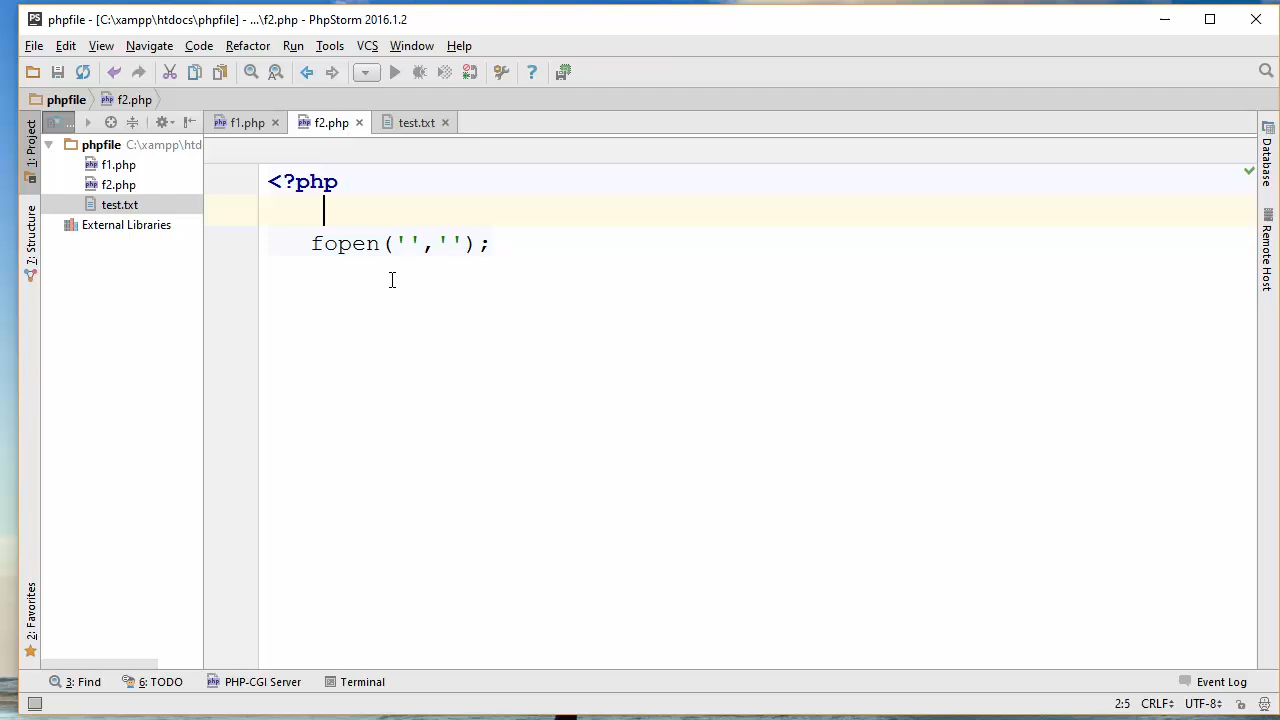 phpfile - [C:\xampp\htdocs\phpfile] - ...\f2.php - PhpStorm 2016.1.2
File Edit View Navigate Code Refactor Run Tools VCS Window Help
phpfile f2.php
1: Project
7: Structure
2: Favorites
...
f1.php f2.php test.txt
phpfile C:\xampp\htd
f1.php
f2.php
test.txt
External Libraries
<?php
fopen('','');
Database
Remote Host
3: Find 6: TODO PHP-CGI Server Terminal Event Log
2:5 CRLF UTF-8